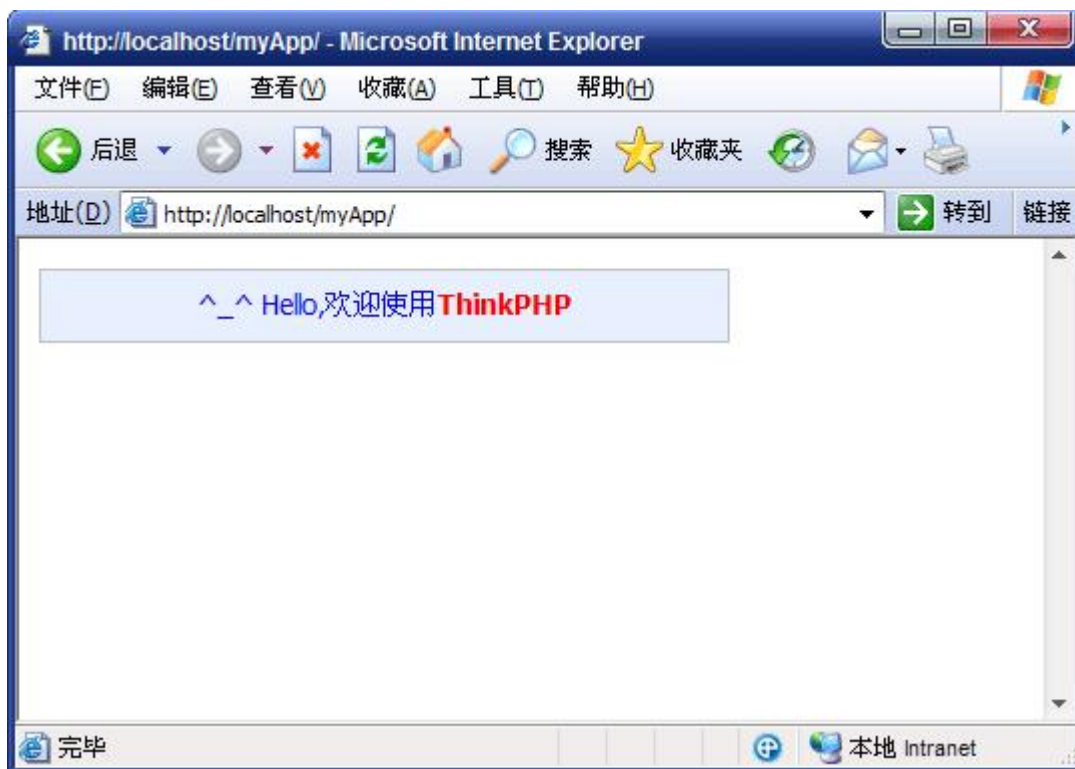 http://localhost/myApp/ - Microsoft Internet Explorer
文件(F) 编辑(E) 查看(V) 收藏(A) 工具(T) 帮助(H)
后退 搜索 收藏夹
地址(D) http://localhost/myApp/ 转到 链接
^_^ Hello,欢迎使用ThinkPHP
完毕 本地 Intranet